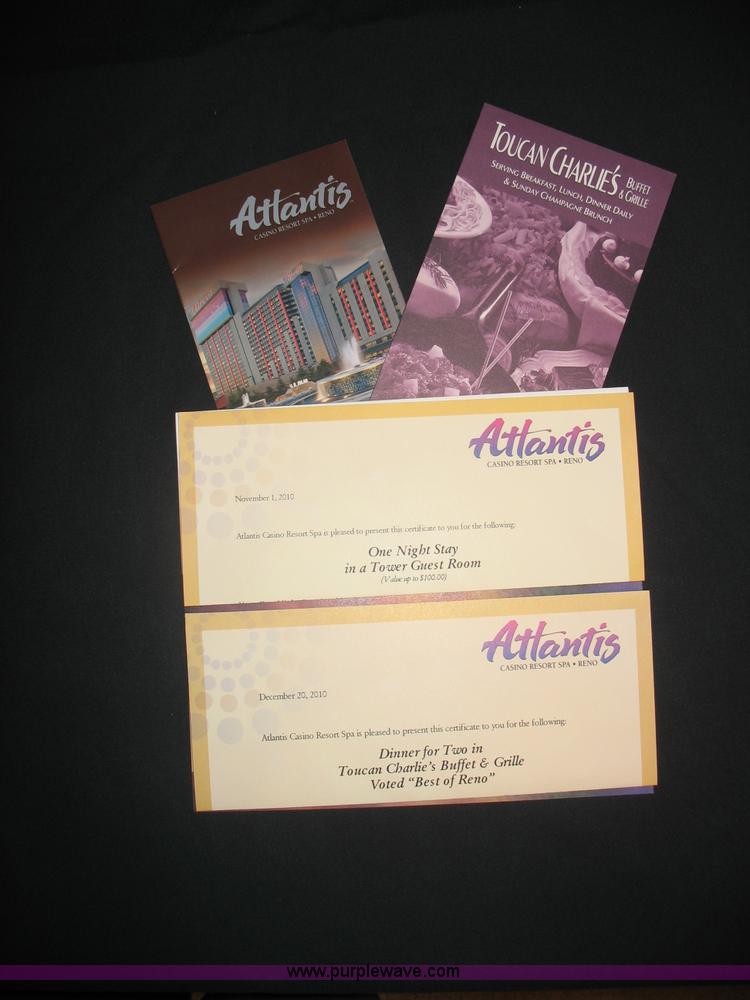 Atlantis
CASINO RESORT SPA • RENO
TOUCAN CHARLIE'S BUFFET & GRILLE
SERVING BREAKFAST, LUNCH, DINNER DAILY
& SUNDAY CHAMPAGNE BRUNCH
Atlantis
CASINO RESORT SPA • RENO
November 1, 2010
Atlantis Casino Resort Spa is pleased to present this certificate to you for the following:
One Night Stay
in a Tower Guest Room
(Value up to $100.00)
Atlantis
CASINO RESORT SPA • RENO
December 20, 2010
Atlantis Casino Resort Spa is pleased to present this certificate to you for the following:
Dinner for Two in
Toucan Charlie's Buffet & Grille
Voted "Best of Reno"
www.purplewave.com